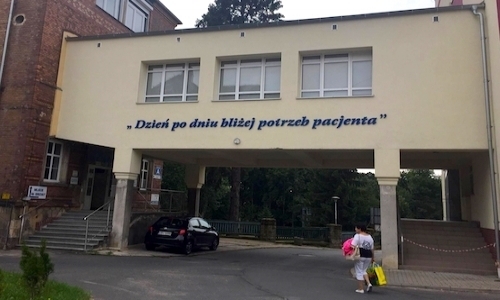 „Dzień po dniu bliżej potrzeb pacjenta”